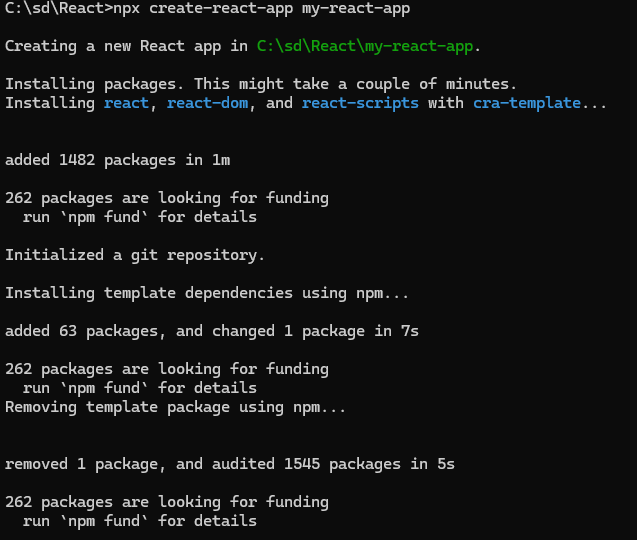 C:\sd\React>npx create-react-app my-react-app
Creating a new React app in C:\sd\React\my-react-app.
Installing packages. This might take a couple of minutes.
Installing react, react-dom, and react-scripts with cra-template...
added 1482 packages in 1m
262 packages are looking for funding
  run `npm fund` for details
Initialized a git repository.
Installing template dependencies using npm...
added 63 packages, and changed 1 package in 7s
262 packages are looking for funding
  run `npm fund` for details
Removing template package using npm...
removed 1 package, and audited 1545 packages in 5s
262 packages are looking for funding
  run `npm fund` for details